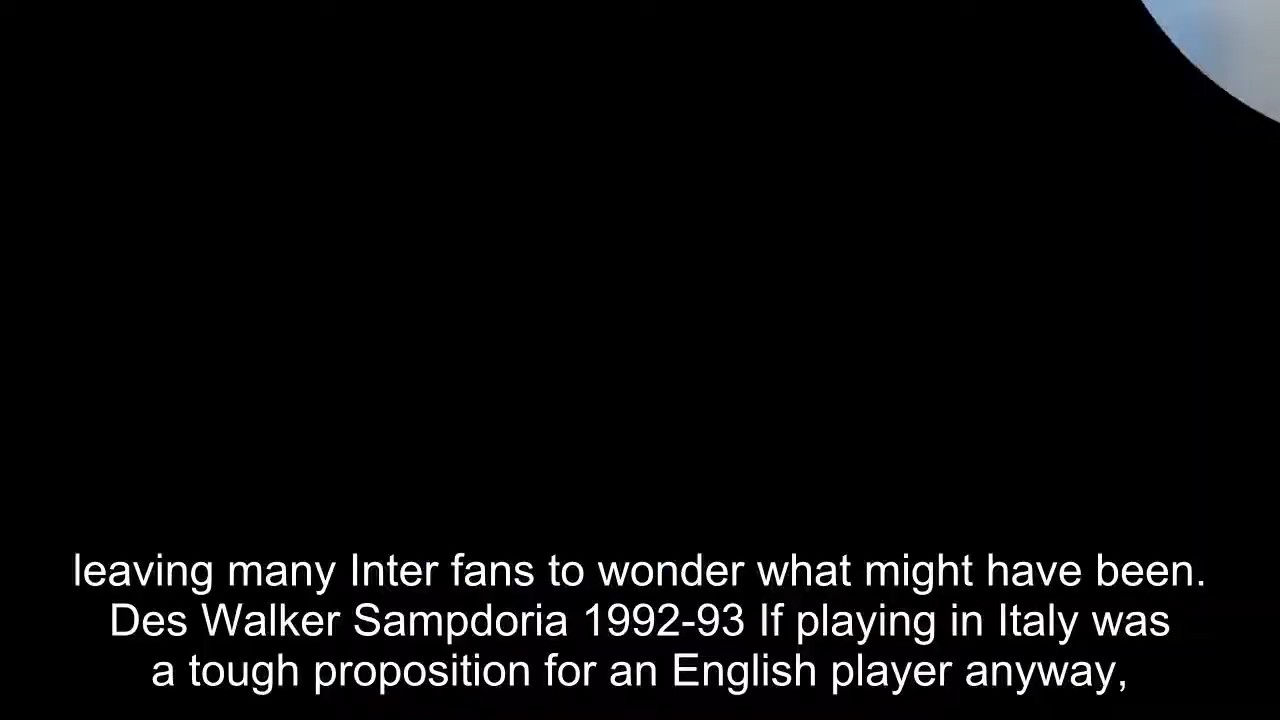 leaving many Inter fans to wonder what might have been.
Des Walker Sampdoria 1992-93 If playing in Italy was
a tough proposition for an English player anyway,